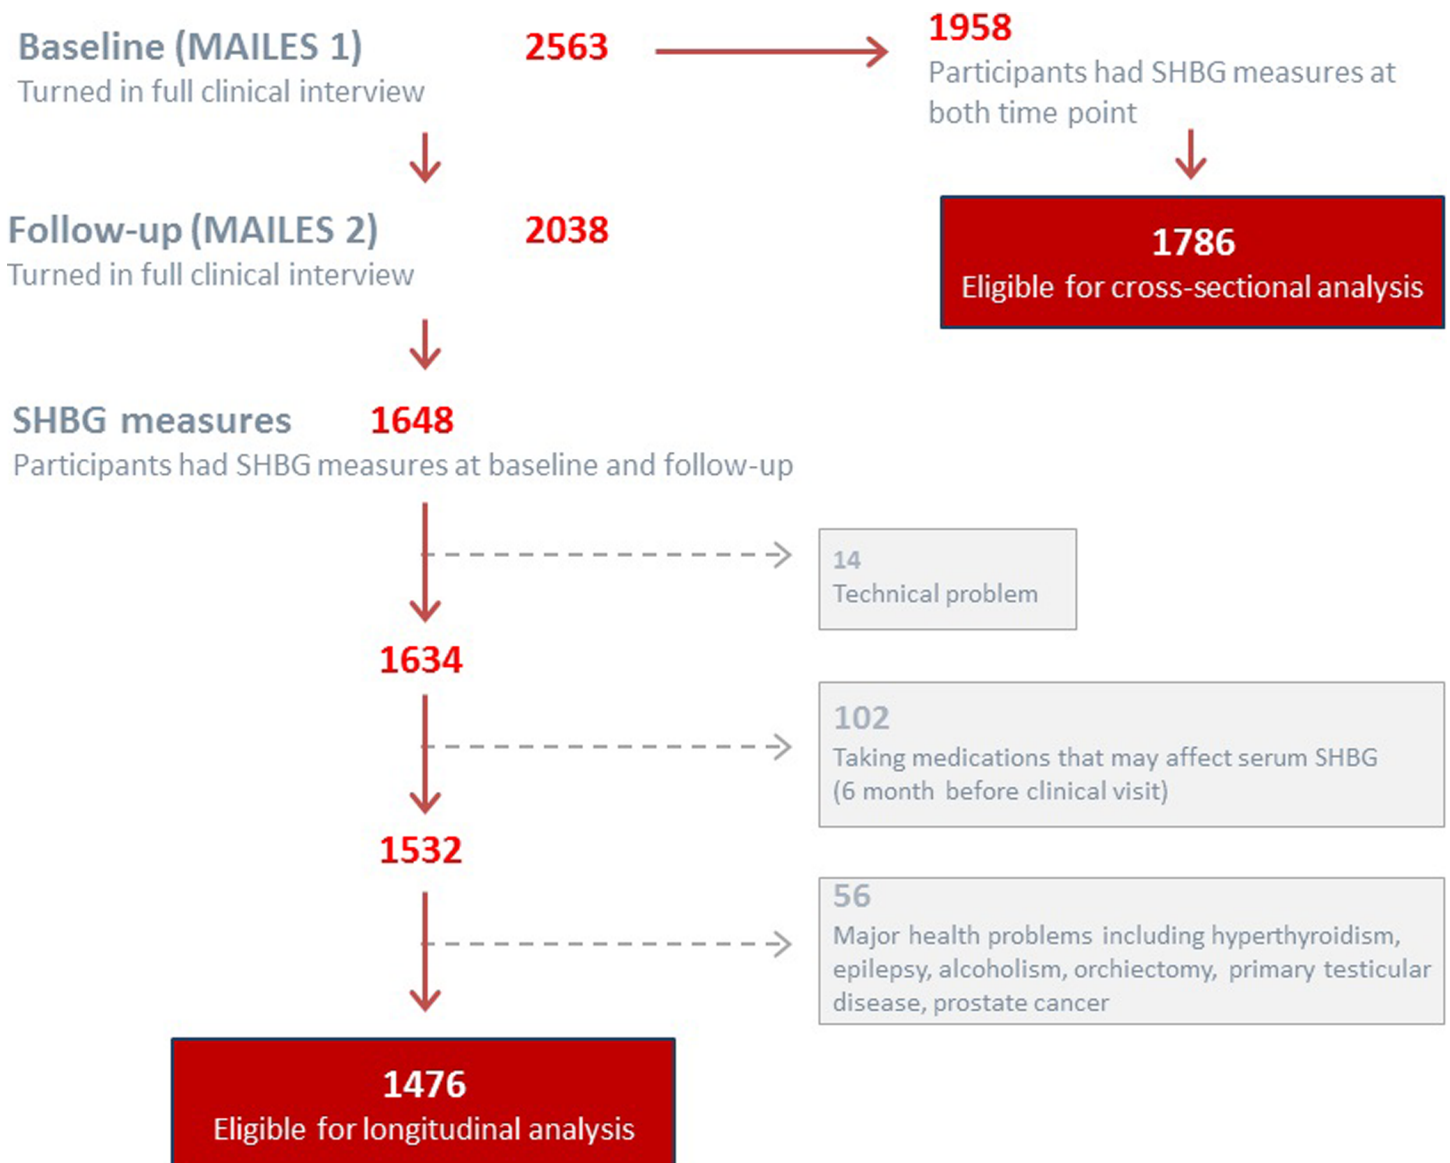 Baseline (MAILES 1) 2563
Turned in full clinical interview
1958
Participants had SHBG measures at
both time point
1786
Eligible for cross-sectional analysis
Follow-up (MAILES 2) 2038
Turned in full clinical interview
SHBG measures 1648
Participants had SHBG measures at baseline and follow-up
14
Technical problem
1634
102
Taking medications that may affect serum SHBG
(6 month before clinical visit)
1532
56
Major health problems including hyperthyroidism,
epilepsy, alcoholism, orchiectomy, primary testicular
disease, prostate cancer
1476
Eligible for longitudinal analysis